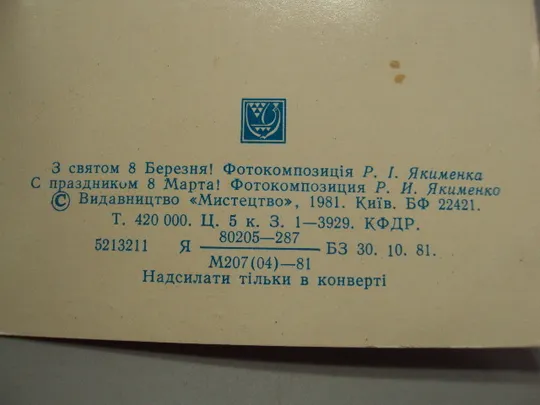 З святом 8 Березня! Фотокомпозиція Р. І. Якименка
С праздником 8 Марта! Фотокомпозиция Р. И. Якименко
© Видавництво «Мистецтво», 1981. Київ. БФ 22421.
Т. 420 000. Ц. 5 к. З. 1—3929. КФДР.
80205—287
5213211 Я ——— БЗ 30. 10. 81.
М207(04)—81
Надсилати тільки в конверті